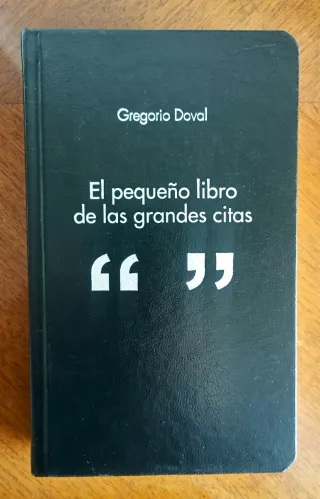 Gregorio Doval
El pequeño libro
de las grandes citas
“ ”